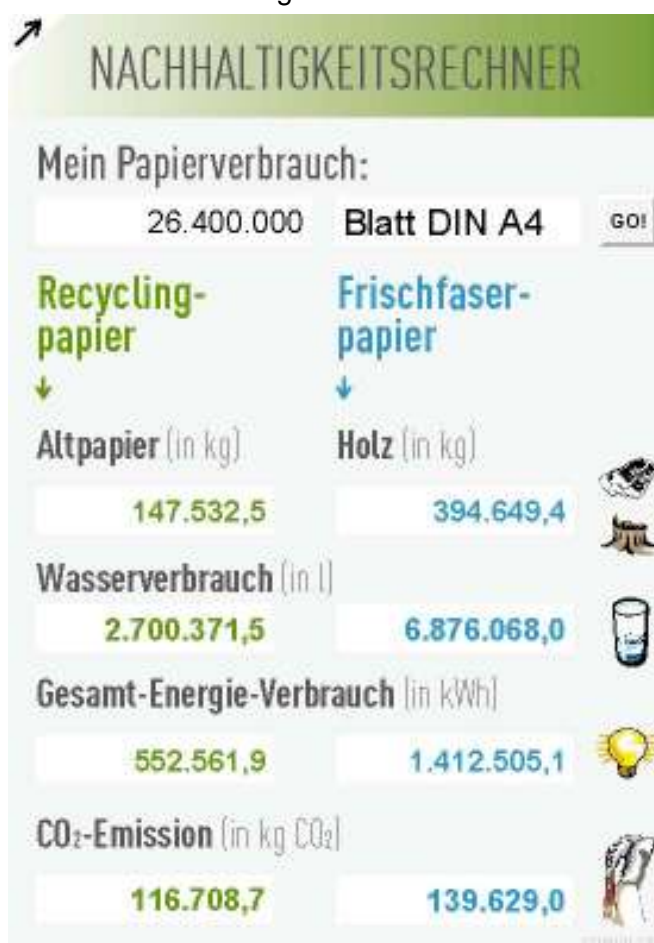 NACHHALTIGKEITSRECHNER
Mein Papierverbrauch:
26.400.000 Blatt DIN A4 GO!
Recycling- Frischfaser-
papier papier
Altpapier (in kg) Holz (in kg)
147.532,5 394.649,4
Wasserverbrauch (in l)
2.700.371,5 6.876.068,0
Gesamt-Energie-Verbrauch (in kWh)
552.561,9 1.412.505,1
CO₂-Emission (in kg CO₂)
116.708,7 139.629,0